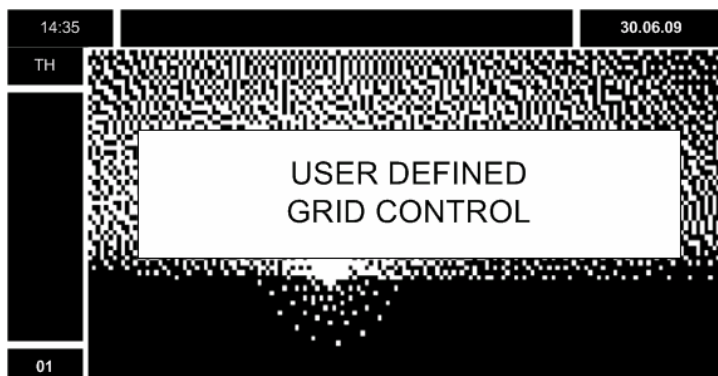 14:35
30.06.09
TH
USER DEFINED
GRID CONTROL
01